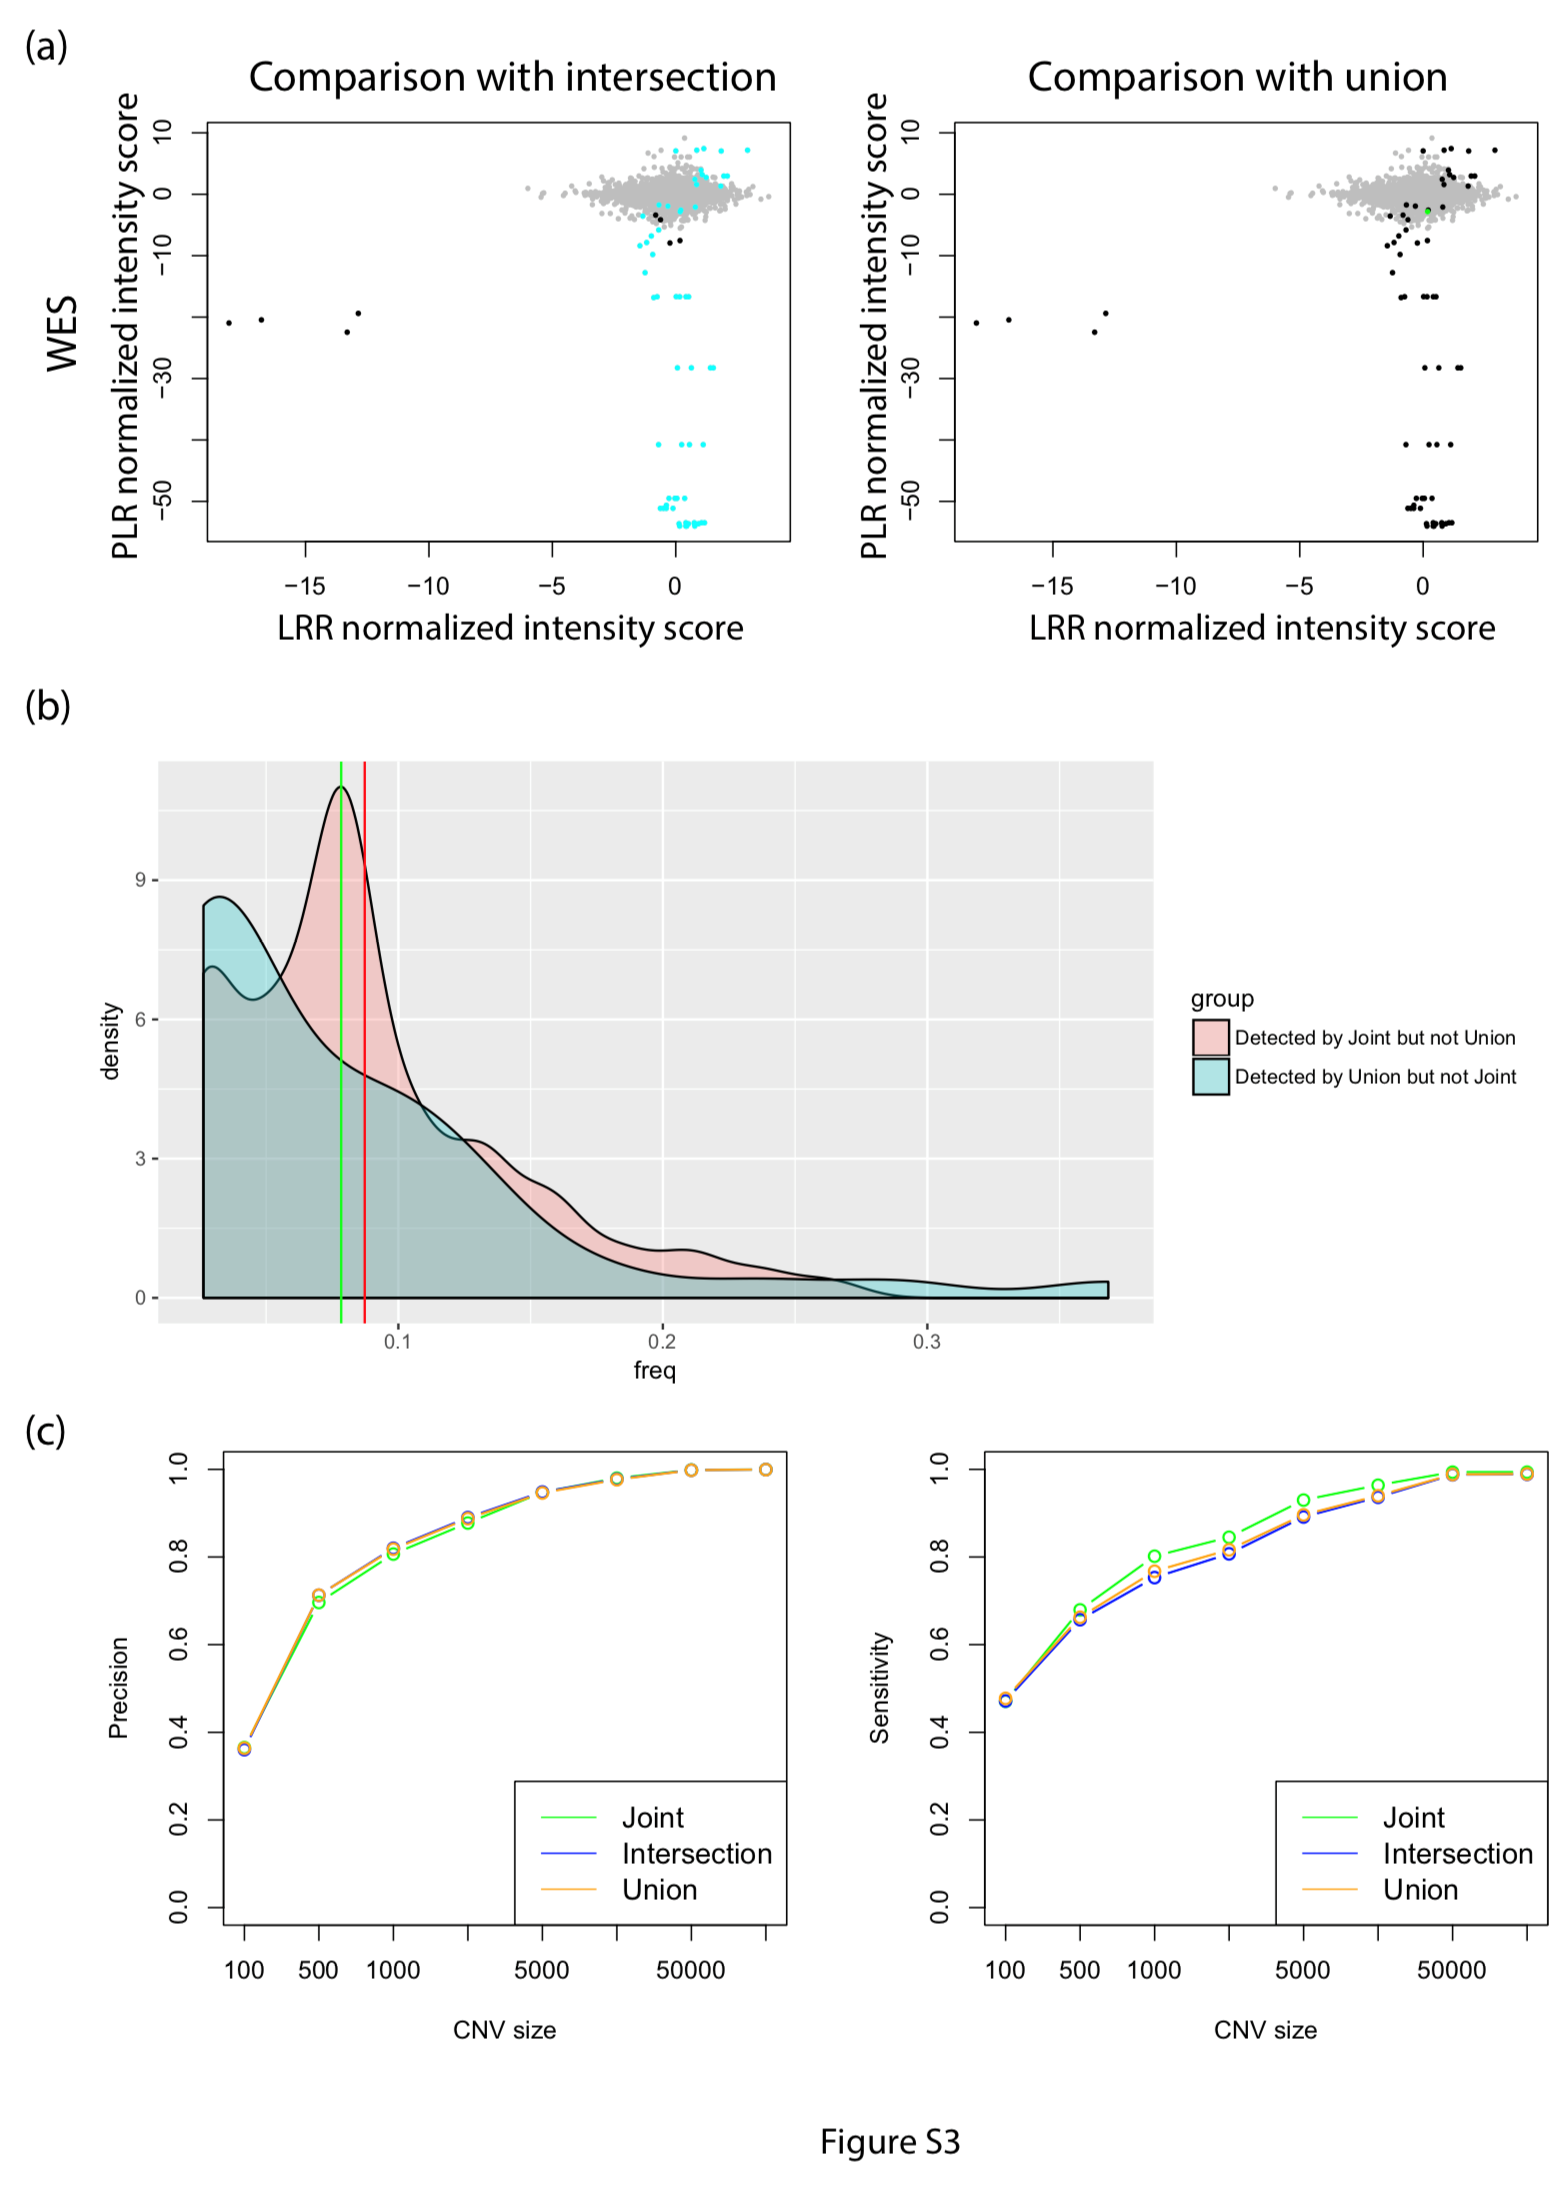 (a)
Comparison with intersection
Comparison with union
WES
PLR normalized intensity score
10
0
−10
−30
−50
−15
−10
−5
0
LRR normalized intensity score
PLR normalized intensity score
10
0
−10
−30
−50
−15
−10
−5
0
LRR normalized intensity score
(b)
density
9
6
3
0
0.1
0.2
0.3
freq
group
Detected by Joint but not Union
Detected by Union but not Joint
(c)
Precision
1.0
0.8
0.6
0.4
0.2
0.0
Joint
Intersection
Union
100
500
1000
5000
50000
CNV size
Sensitivity
1.0
0.8
0.6
0.4
0.2
0.0
Joint
Intersection
Union
100
500
1000
5000
50000
CNV size
Figure S3